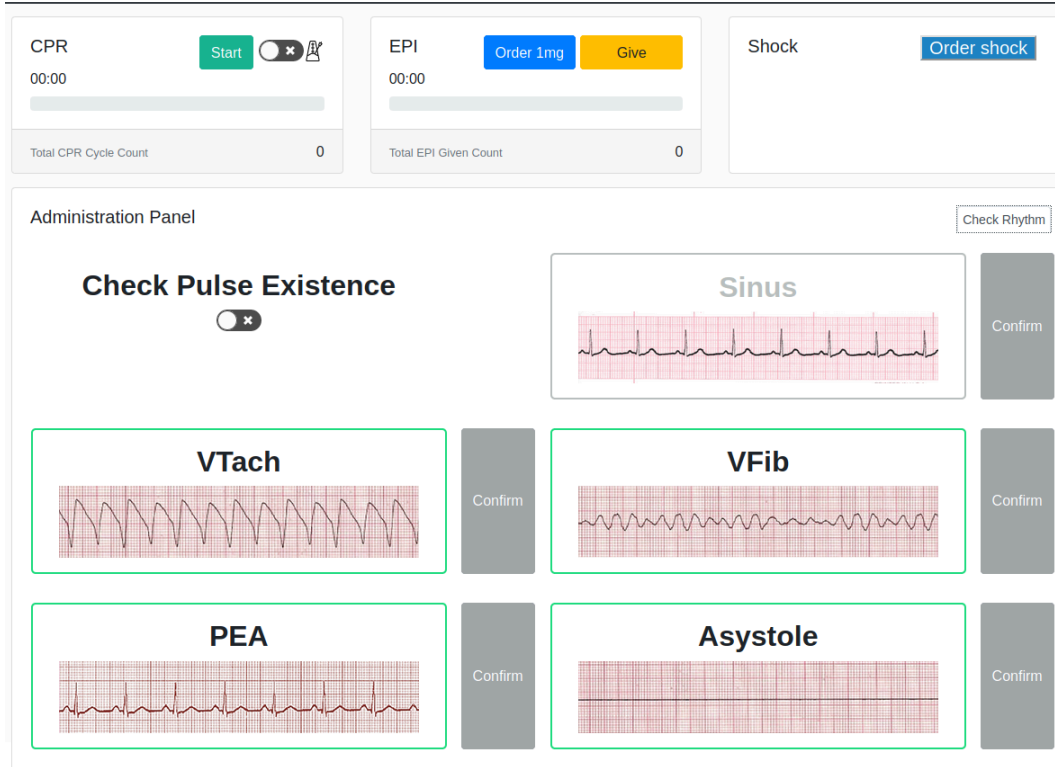 CPR
Start
00:00
Total CPR Cycle Count
0
EPI
Order 1mg
Give
00:00
Total EPI Given Count
0
Shock
Order shock
Administration Panel
Check Rhythm
Check Pulse Existence
Sinus
Confirm
VTach
Confirm
VFib
Confirm
PEA
Confirm
Asystole
Confirm